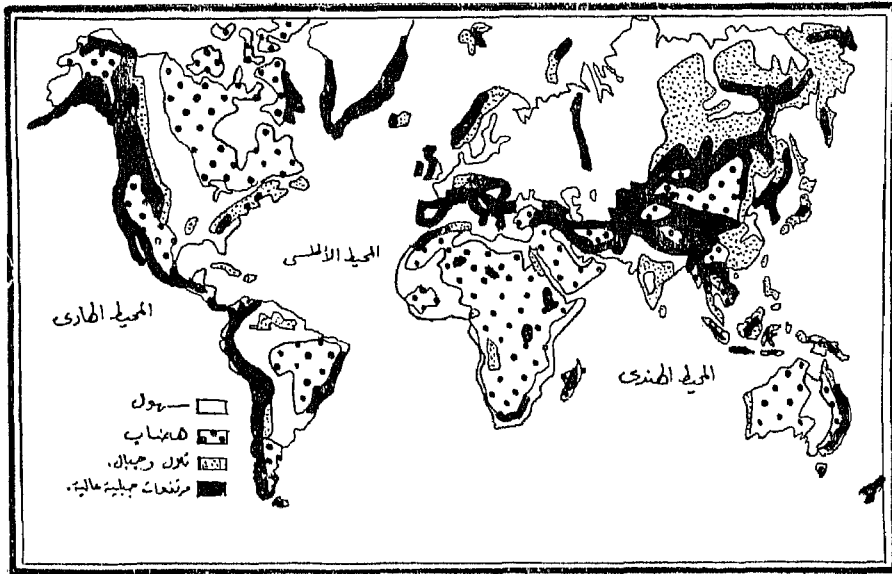 المحيط الأطلسى
المحيط الهادى
المحيط الهندى
سهول
هضاب
تلال وجبال.
مرتفعات جبلية عالية.